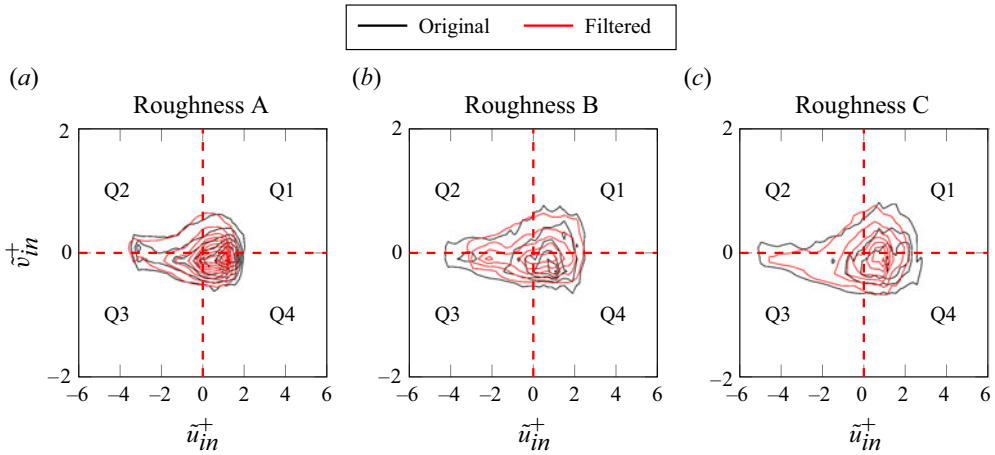 Original Filtered
(a) (b) (c)
Roughness A Roughness B Roughness C
2 2 2
Q2 Q1 Q2 Q1 Q2 Q1
ṽ⁺in 0 0 0
Q3 Q4 Q3 Q4 Q3 Q4
−2 −2 −2
−6 −4 −2 0 2 4 6 −6 −4 −2 0 2 4 6 −6 −4 −2 0 2 4 6
ũ⁺in ũ⁺in ũ⁺in